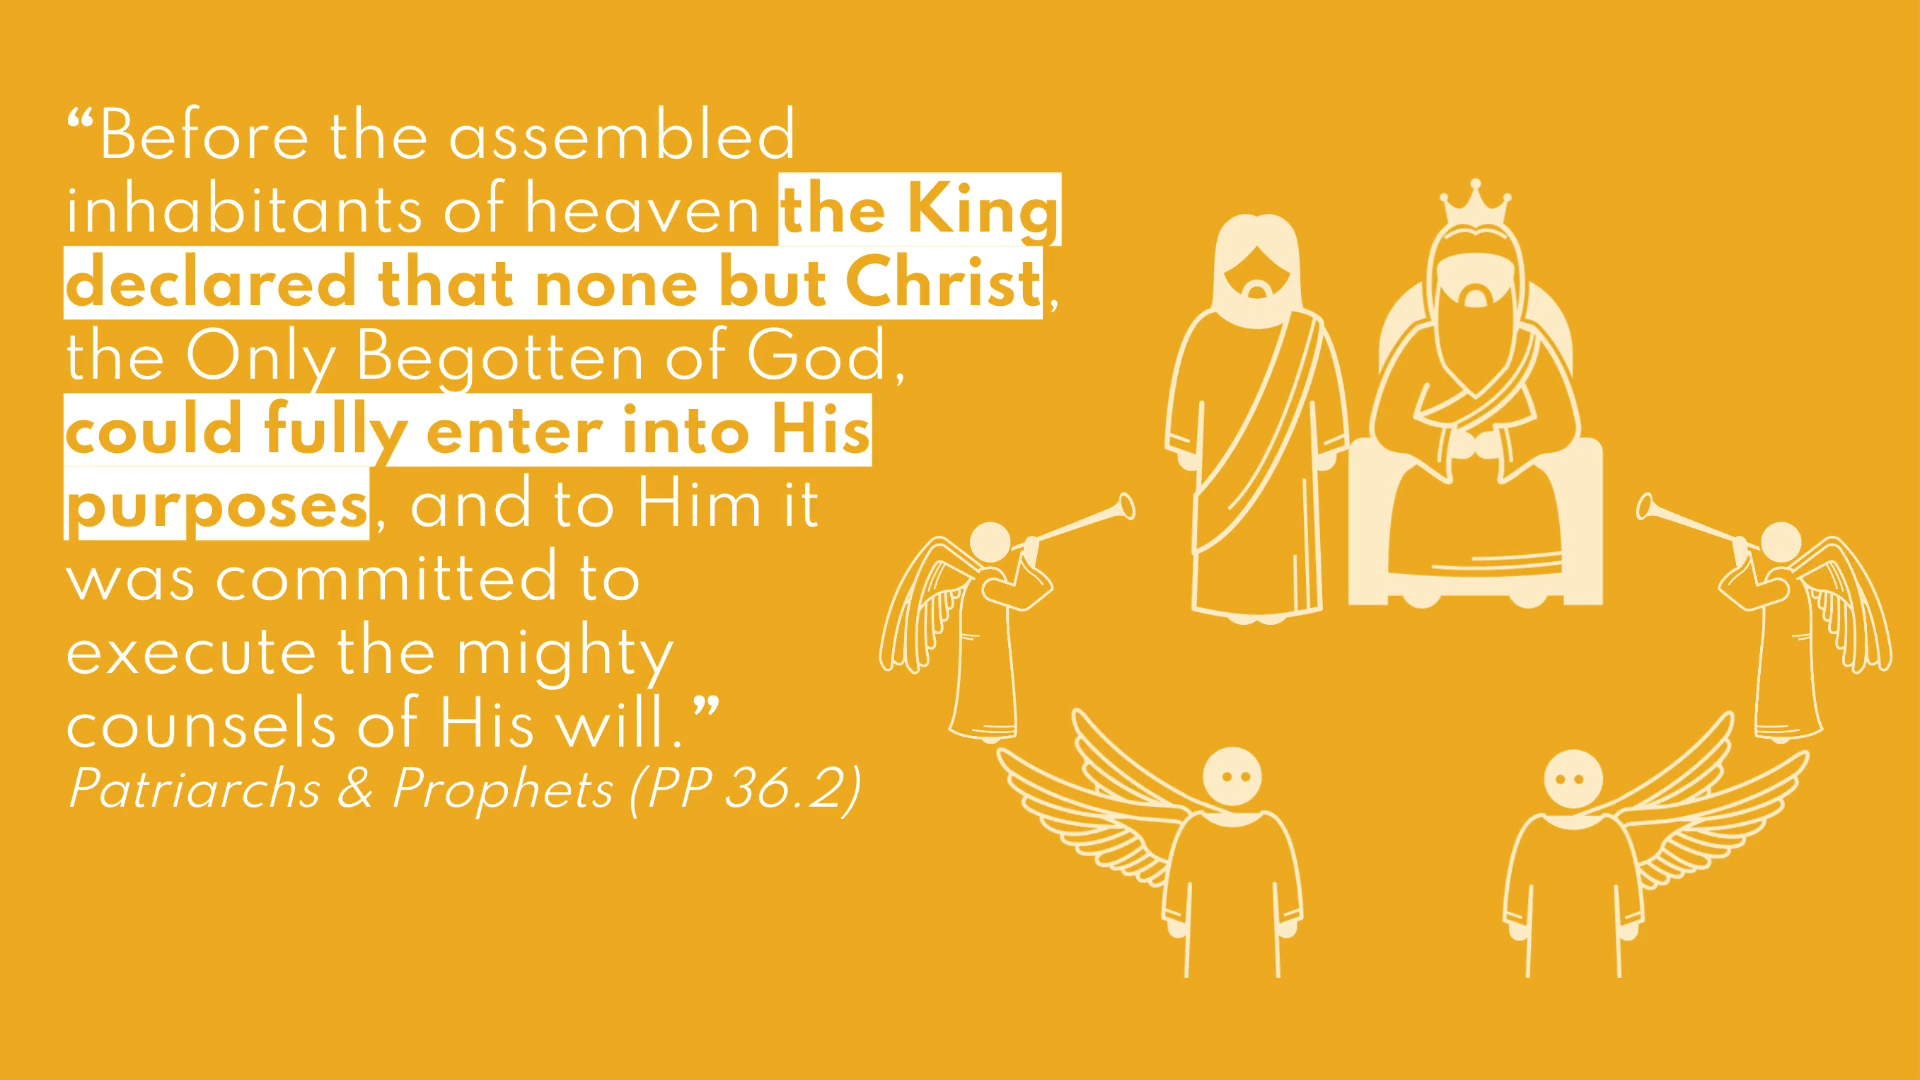 “Before the assembled
inhabitants of heaven the King
declared that none but Christ,
the Only Begotten of God,
could fully enter into His
purposes, and to Him it
was committed to
execute the mighty
counsels of His will.”
Patriarchs & Prophets (PP 36.2)